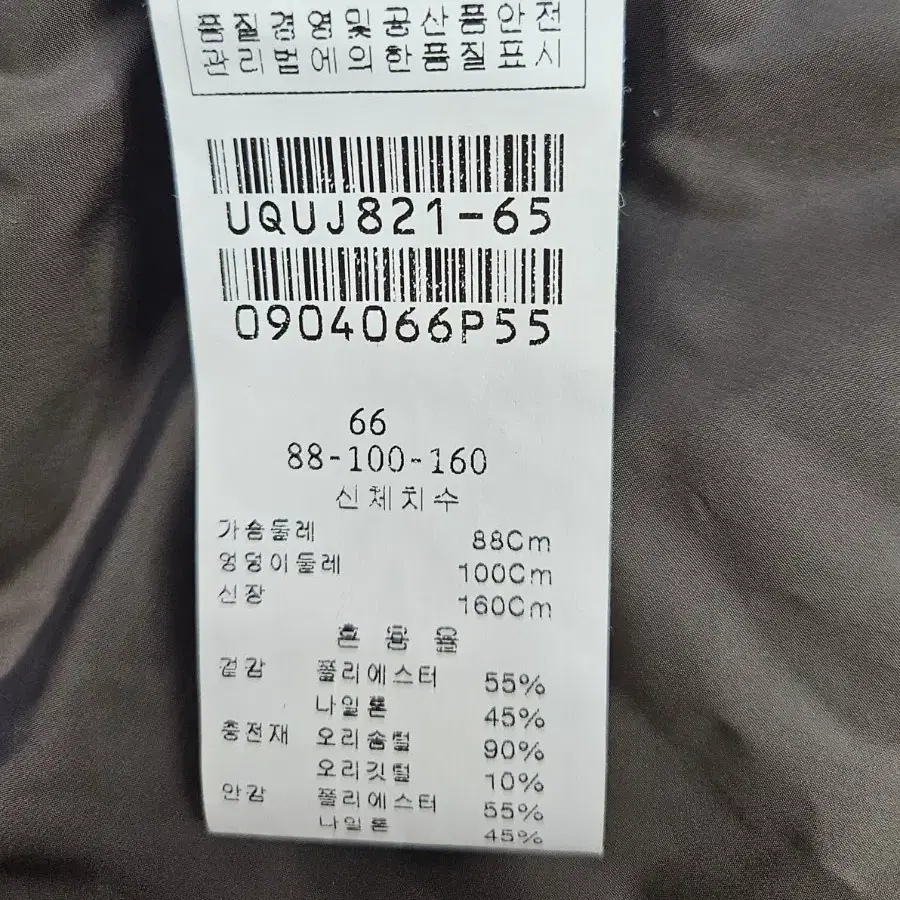 품질경영및공산품안전
관리법에의한품질표시
UQUJ821-65
0904066P55
66
88-100-160
신체치수
가슴둘레 88Cm
엉덩이둘레 100Cm
신장 160Cm
혼용율
겉감 폴리에스터 55%
나일론 45%
충전재 오리솜털 90%
오리깃털 10%
안감 폴리에스터 55%
나일론 45%